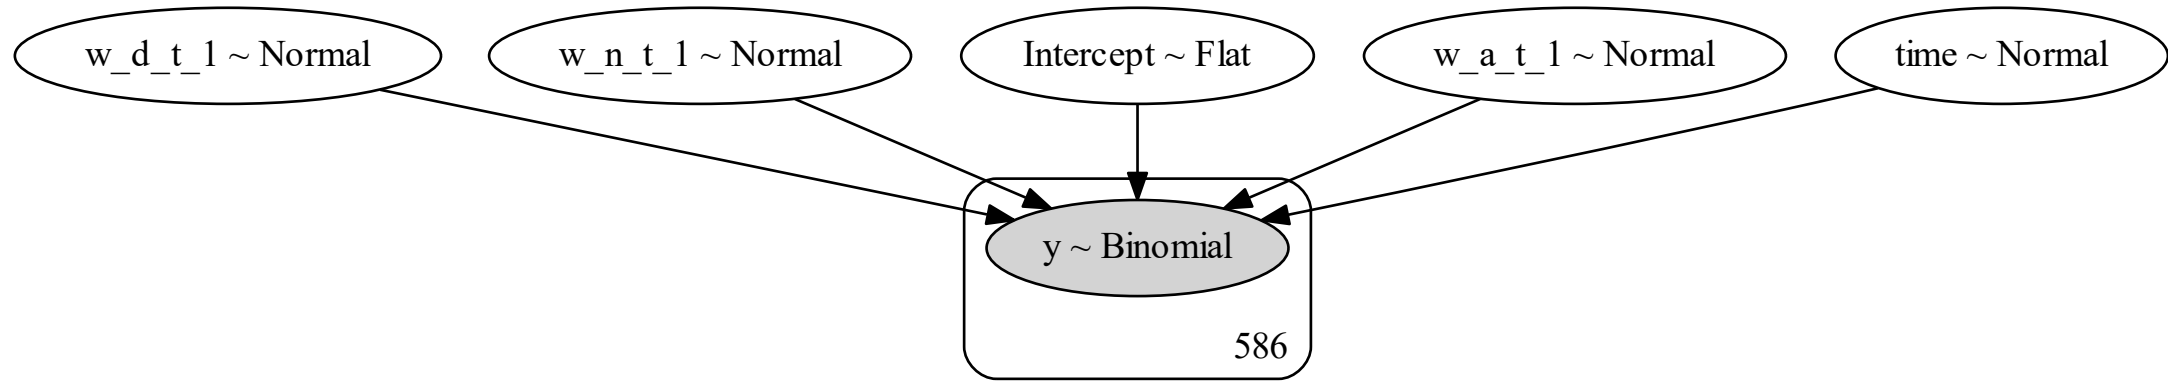 w_d_t_1 ~ Normal
w_n_t_1 ~ Normal
Intercept ~ Flat
w_a_t_1 ~ Normal
time ~ Normal
y ~ Binomial
586